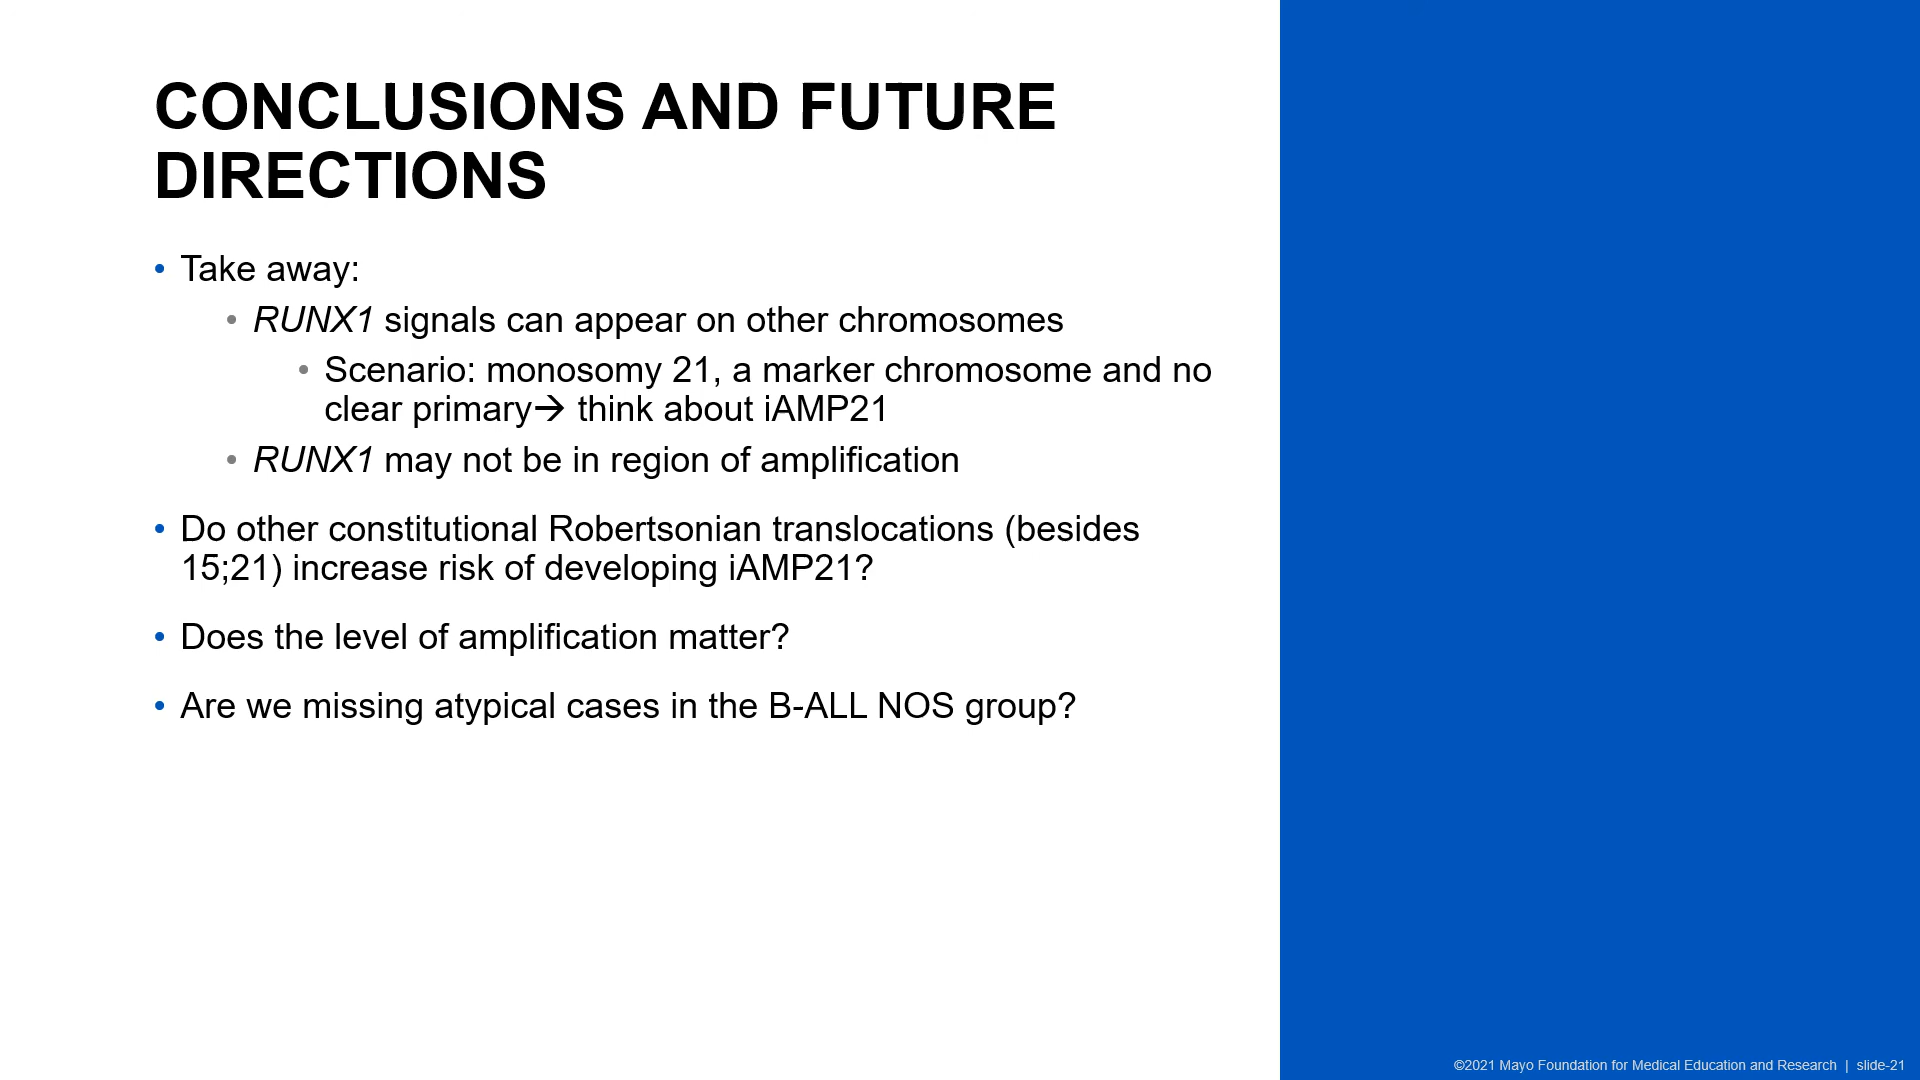 CONCLUSIONS AND FUTURE
DIRECTIONS
• Take away:
• RUNX1 signals can appear on other chromosomes
• Scenario: monosomy 21, a marker chromosome and no
clear primary→ think about iAMP21
• RUNX1 may not be in region of amplification
• Do other constitutional Robertsonian translocations (besides
15;21) increase risk of developing iAMP21?
• Does the level of amplification matter?
• Are we missing atypical cases in the B-ALL NOS group?
©2021 Mayo Foundation for Medical Education and Research | slide-21